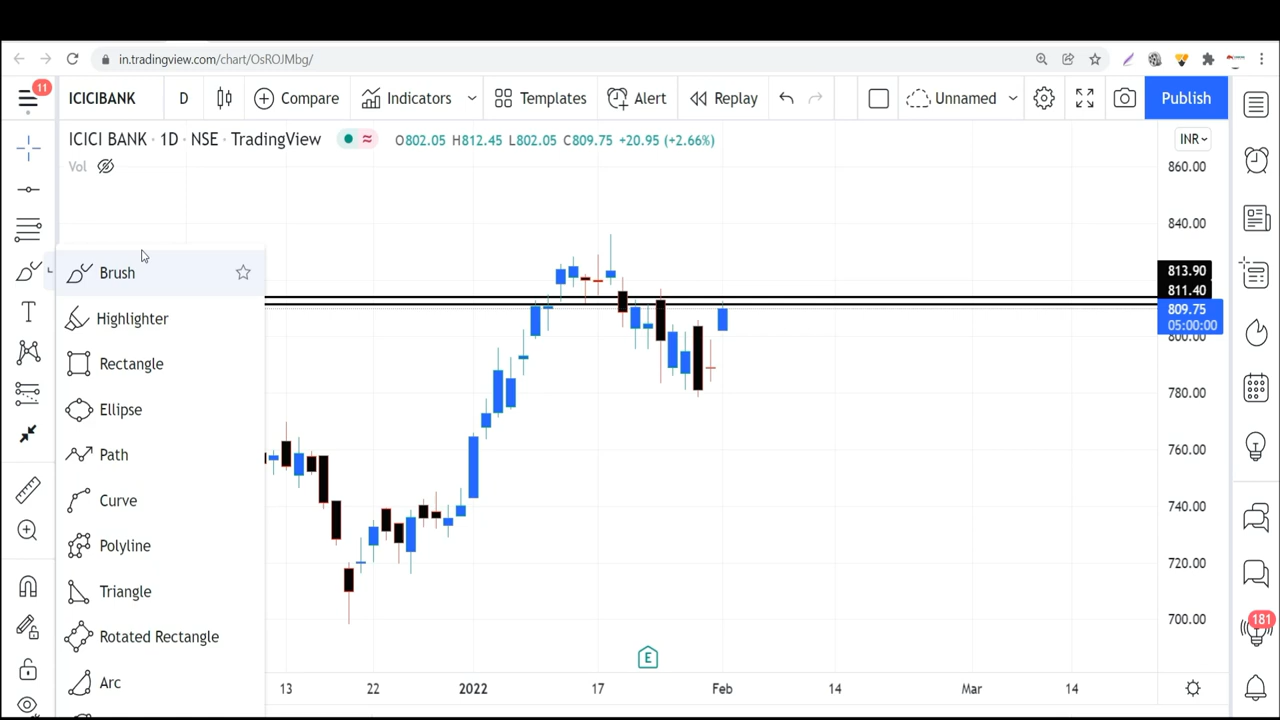 in.tradingview.com/chart/OsROJMbg/
11
ICICIBANK D Compare Indicators Templates Alert Replay Unnamed Publish
ICICI BANK · 1D · NSE · TradingView ≈ O802.05 H812.45 L802.05 C809.75 +20.95 (+2.66%)
INR
Vol
860.00
840.00
Brush
813.90
811.40
809.75
05:00:00
Highlighter
800.00
Rectangle
780.00
Ellipse
Path
760.00
Curve
740.00
Polyline
720.00
Triangle
700.00
181
Rotated Rectangle
E
Arc
13 22 2022 17 Feb 14 Mar 14